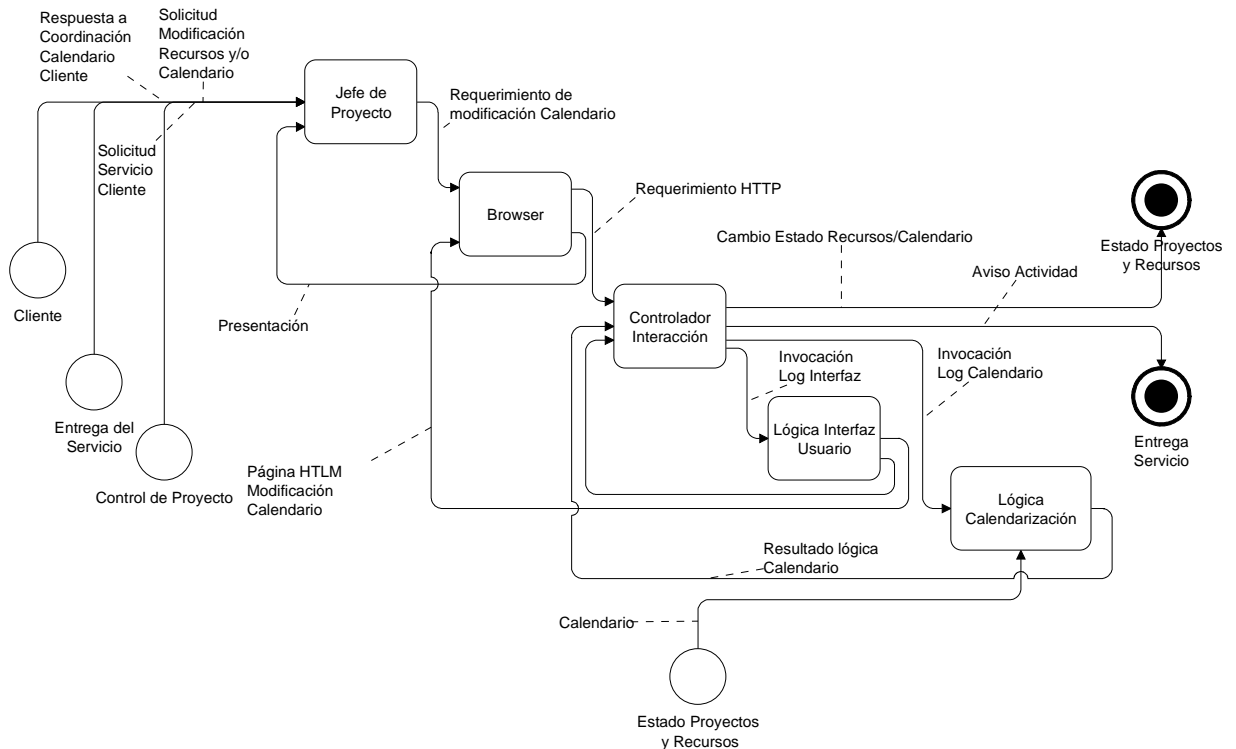 Respuesta a
Coordinación
Calendario
Cliente
Solicitud
Modificación
Recursos y/o
Calendario
Jefe de
Proyecto
Requerimiento de
modificación Calendario
Solicitud
Servicio
Cliente
Browser
Requerimiento HTTP
Cambio Estado Recursos/Calendario
Estado Proyectos
y Recursos
Aviso Actividad
Cliente
Presentación
Controlador
Interacción
Invocación
Log Interfaz
Invocación
Log Calendario
Entrega del
Servicio
Lógica Interfaz
Usuario
Entrega
Servicio
Control de Proyecto
Página HTLM
Modificación
Calendario
Lógica
Calendarización
Resultado lógica
Calendario
Calendario
Estado Proyectos
y Recursos